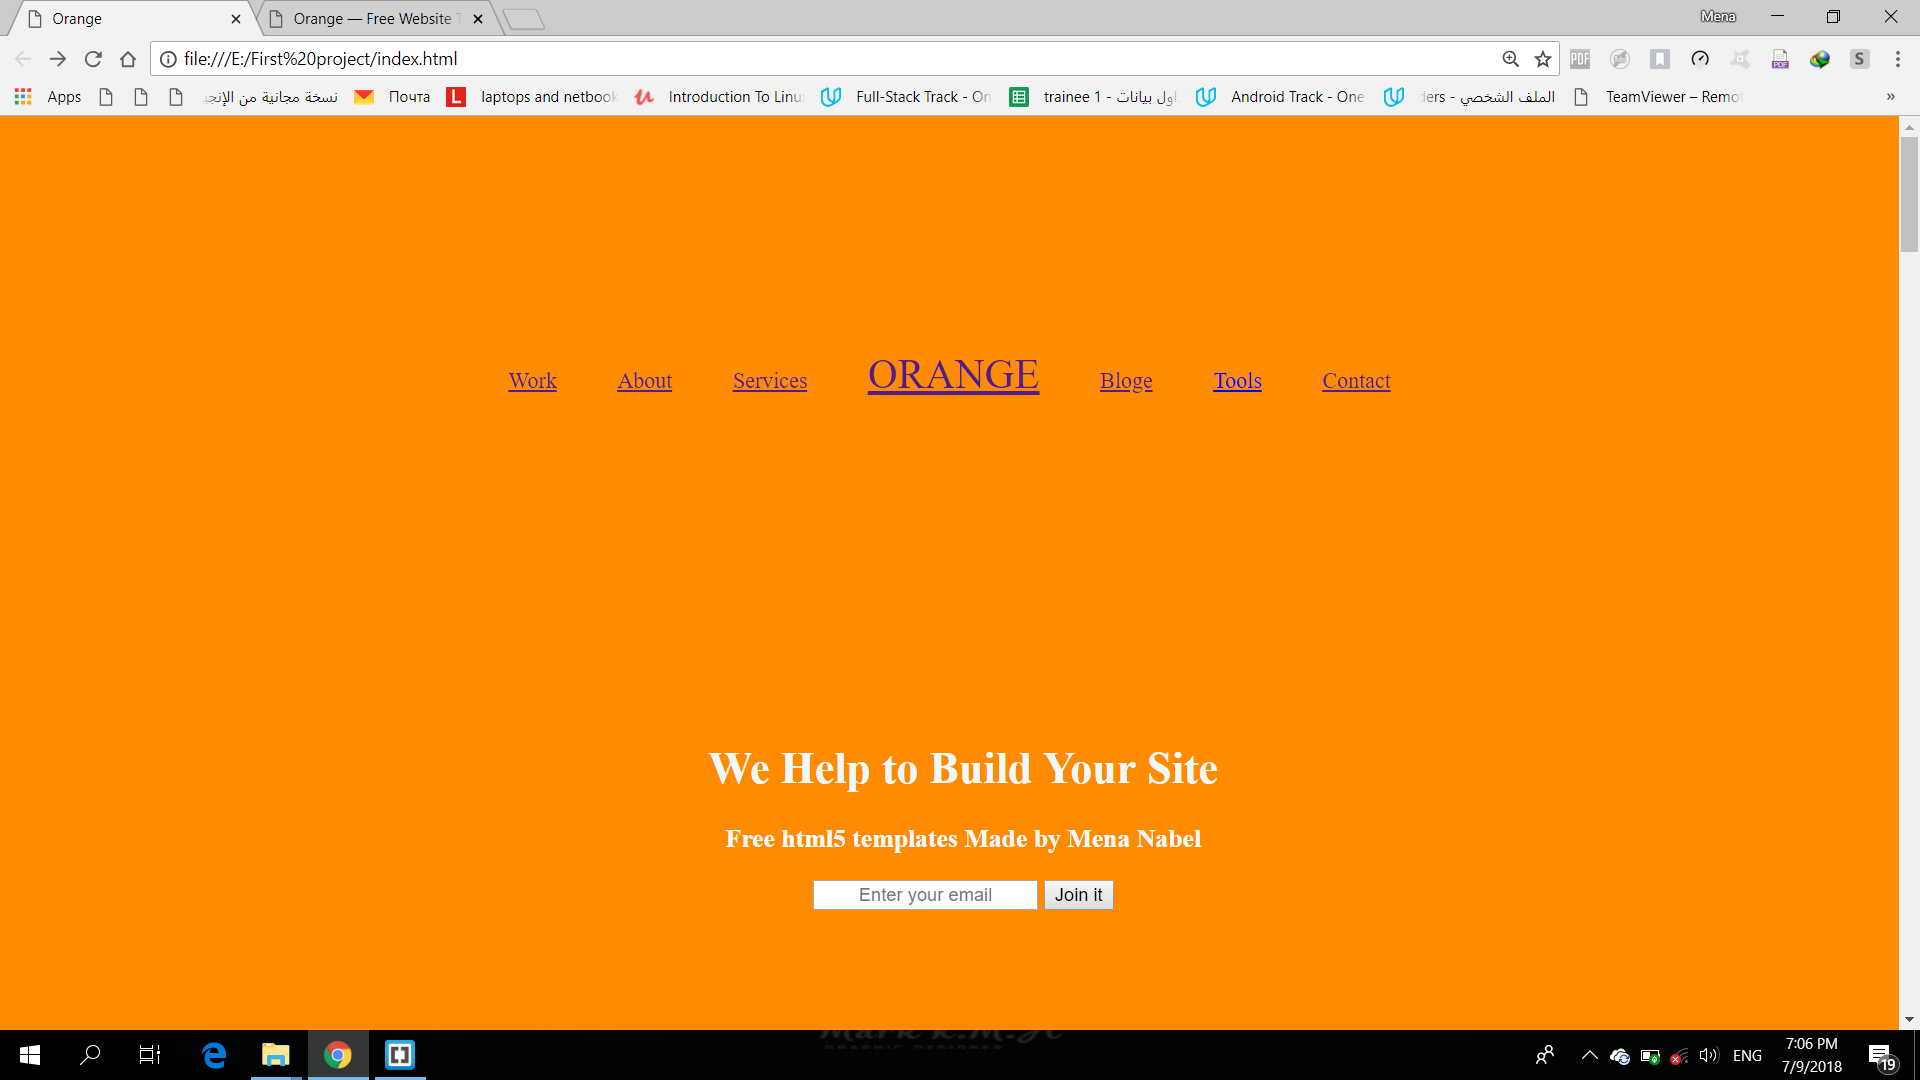 Orange
Orange — Free Website
Mena
file:///E:/First%20project/index.html
Apps
نسخة مجانية من الإنجي
Почта
laptops and netbook
Introduction To Linu
Full-Stack Track - On
trainee 1 - اول بيانات
Android Track - One
الملف الشخصي - ders
TeamViewer – Remo
»
Work
About
Services
ORANGE
Bloge
Tools
Contact
We Help to Build Your Site
Free html5 templates Made by Mena Nabel
Enter your email
Join it
ENG
7:06 PM
7/9/2018
19